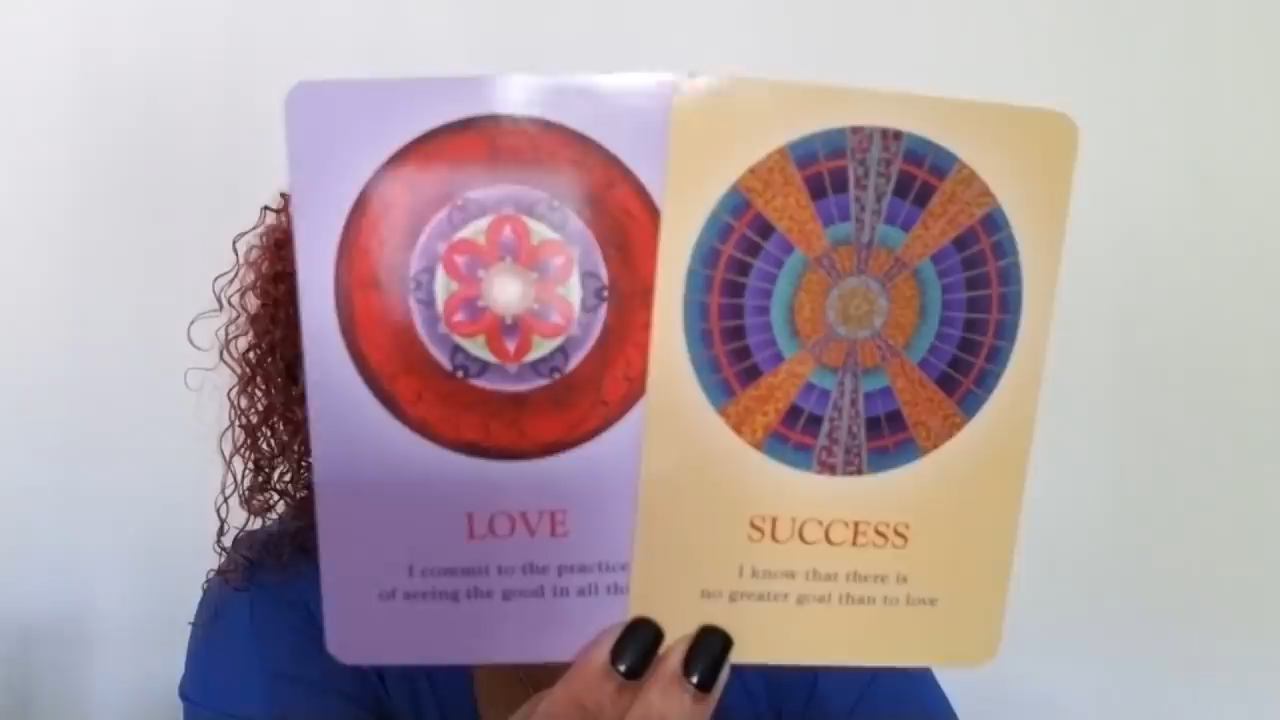 LOVE
I commit to the practice
of seeing the good in all thi
SUCCESS
I know that there is
no greater goal than to love